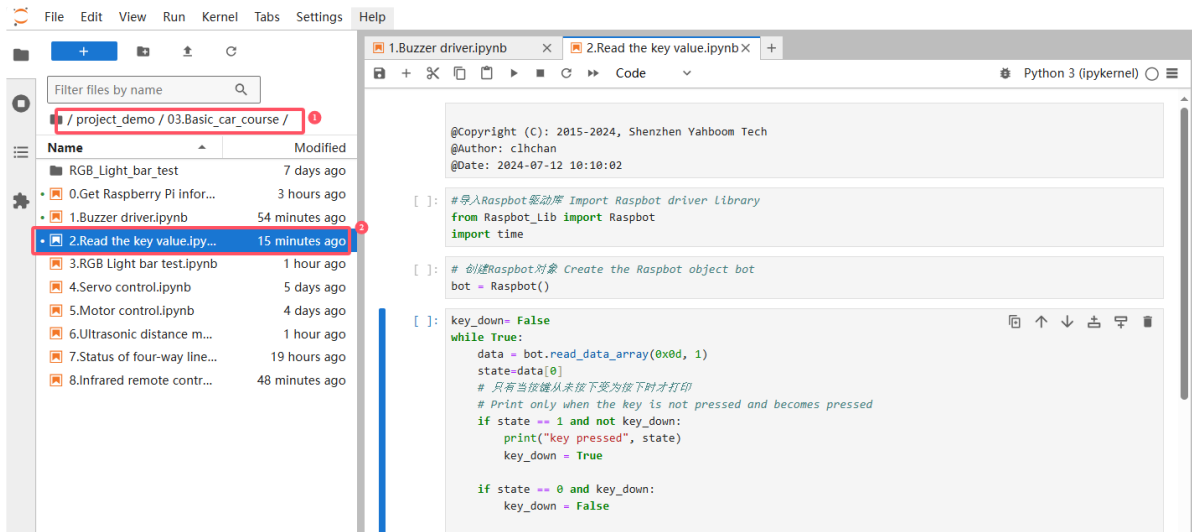 File Edit View Run Kernel Tabs Settings Help
1.Buzzer driver.ipynb 2.Read the key value.ipynb
Filter files by name
Code
Python 3 (ipykernel)
/ project_demo / 03.Basic_car_course / 1
Name Modified
RGB_Light_bar_test 7 days ago
0.Get Raspberry Pi infor... 3 hours ago
1.Buzzer driver.ipynb 54 minutes ago
2
2.Read the key value.ipy... 15 minutes ago
3.RGB Light bar test.ipynb 1 hour ago
4.Servo control.ipynb 5 days ago
5.Motor control.ipynb 4 days ago
6.Ultrasonic distance m... 1 hour ago
7.Status of four-way line... 19 hours ago
8.Infrared remote contr... 48 minutes ago
@Copyright (C): 2015-2024, Shenzhen Yahboom Tech
@Author: clhchan
@Date: 2024-07-12 10:10:02
[ ]: #导入Raspbot驱动库 Import Raspbot driver library
from Raspbot_Lib import Raspbot
import time
[ ]: # 创建Raspbot对象 Create the Raspbot object bot
bot = Raspbot()
[ ]: key_down= False
while True:
data = bot.read_data_array(0x0d, 1)
state=data[0]
# 只有当按键从未按下变为按下时才打印
# Print only when the key is not pressed and becomes pressed
if state == 1 and not key_down:
print("key pressed", state)
key_down = True
if state == 0 and key_down:
key_down = False